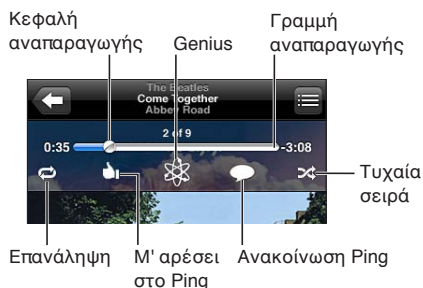 Κεφαλή
αναπαραγωγής
Genius
Γραμμή
αναπαραγωγής
The Beatles
Come Together
Abbey Road
2 of 9
0:35
-3:08
Τυχαία
σειρά
Επανάληψη
Μ' αρέσει
στο Ping
Ανακοίνωση Ping